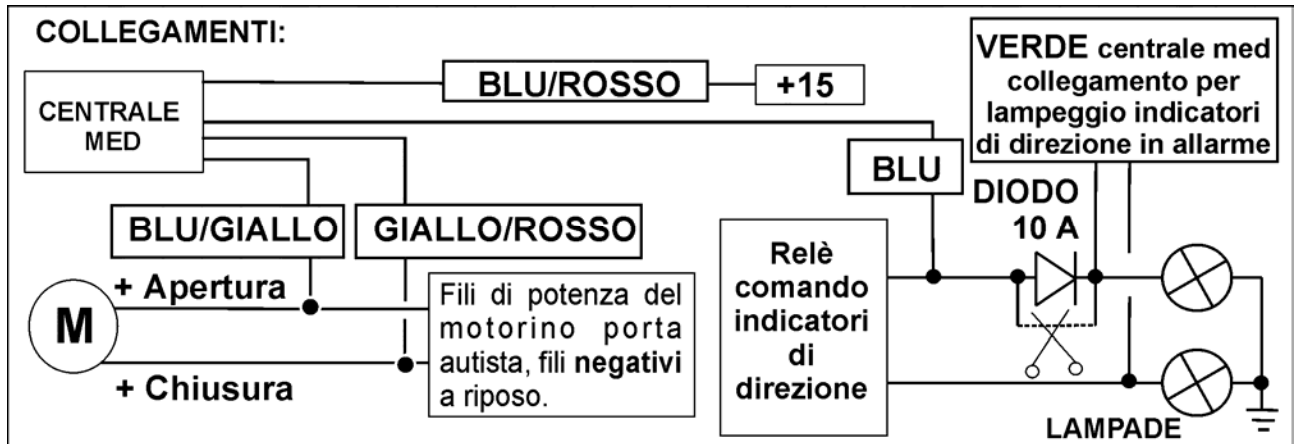 COLLEGAMENTI:
CENTRALE
MED
BLU/ROSSO
+15
VERDE centrale med
collegamento per
lampeggio indicatori
di direzione in allarme
BLU
DIODO
10 A
BLU/GIALLO
GIALLO/ROSSO
+ Apertura
M
+ Chiusura
Fili di potenza del
motorino porta
autista, fili negativi
a riposo.
Relè
comando
indicatori
di
direzione
LAMPADE